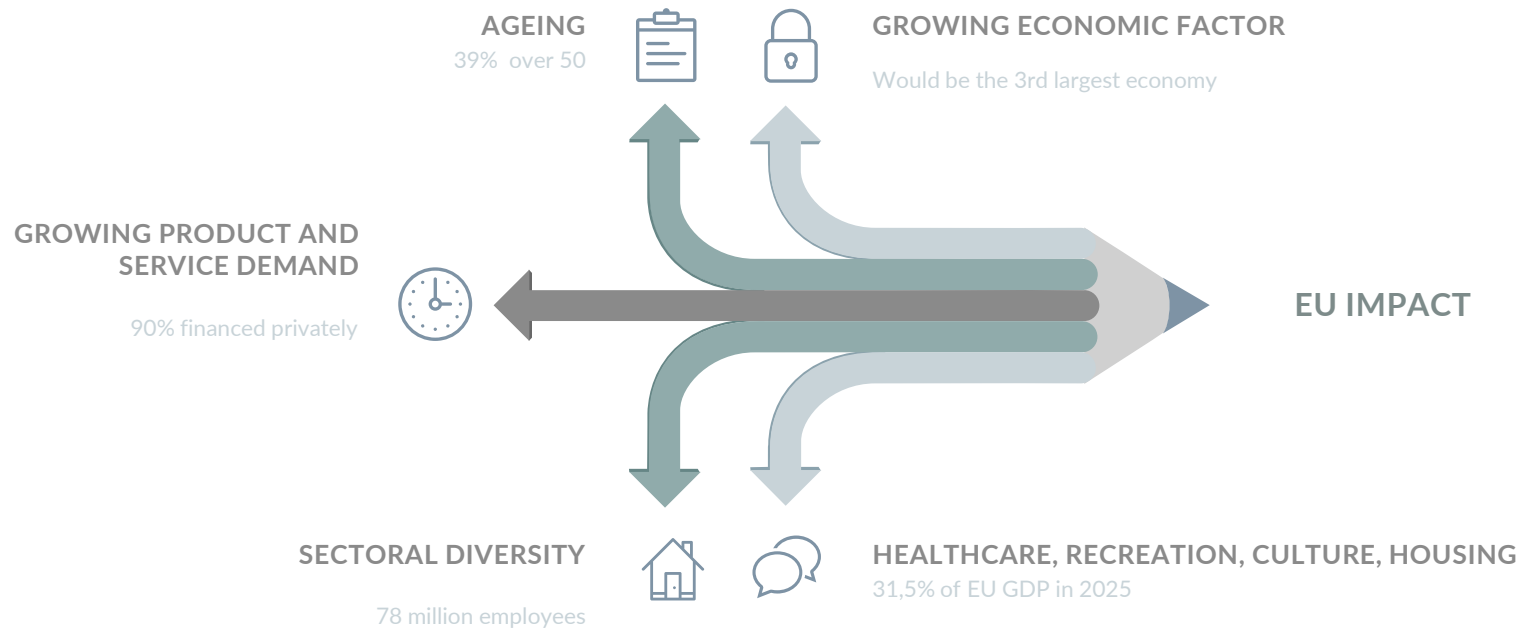 AGEING
39% over 50
GROWING ECONOMIC FACTOR
Would be the 3rd largest economy
GROWING PRODUCT AND
SERVICE DEMAND
90% financed privately
EU IMPACT
SECTORAL DIVERSITY
78 million employees
HEALTHCARE, RECREATION, CULTURE, HOUSING
31,5% of EU GDP in 2025